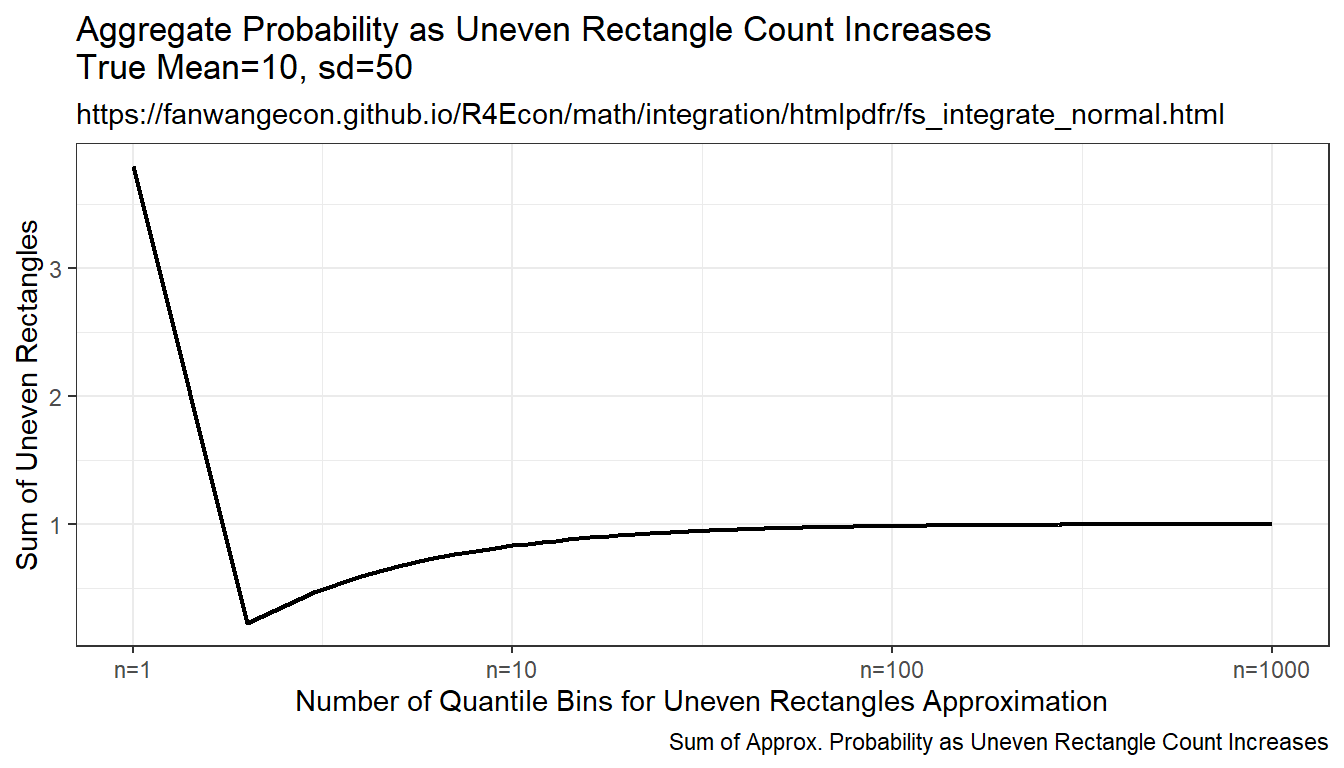 Aggregate Probability as Uneven Rectangle Count Increases
True Mean=10, sd=50
https://fanwangecon.github.io/R4Econ/math/integration/htmlpdfr/fs_integrate_normal.html
Sum of Uneven Rectangles
3
2
1
n=1
n=10
n=100
n=1000
Number of Quantile Bins for Uneven Rectangles Approximation
Sum of Approx. Probability as Uneven Rectangle Count Increases